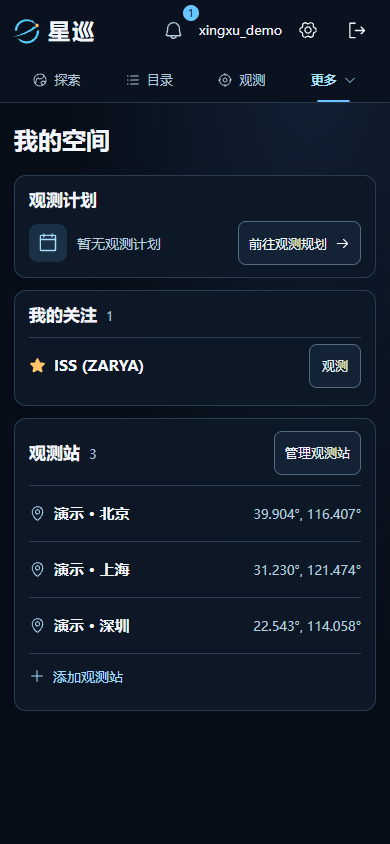 1
星巡
xingxu_demo
探索
目录
观测
更多
我的空间
观测计划
暂无观测计划
前往观测规划
我的关注 1
ISS (ZARYA)
观测
观测站 3
管理观测站
演示 • 北京
39.904°, 116.407°
演示 • 上海
31.230°, 121.474°
演示 • 深圳
22.543°, 114.058°
添加观测站